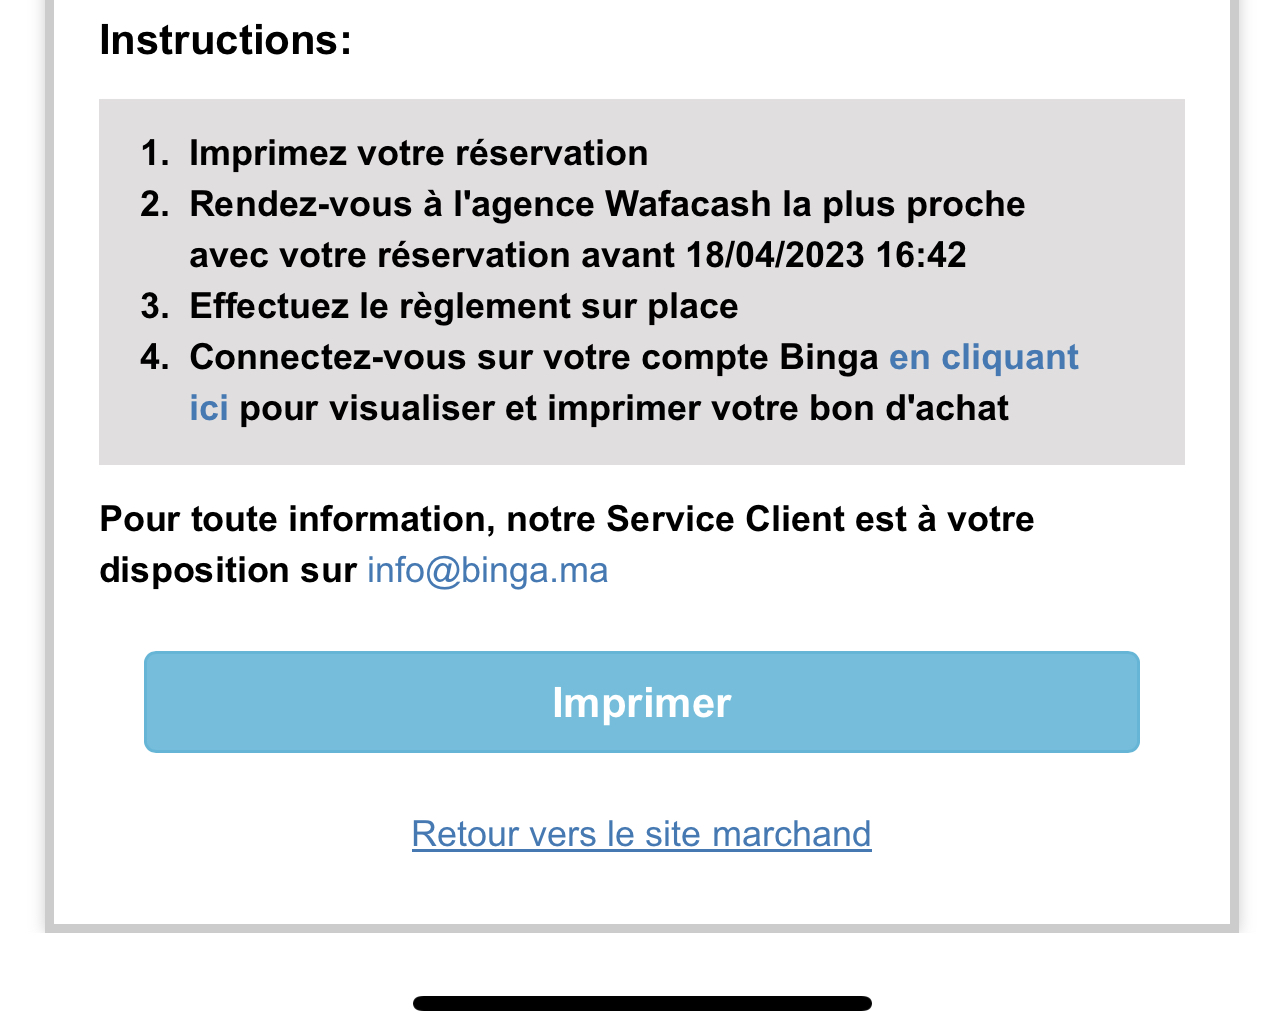 Instructions:
1. Imprimez votre réservation
2. Rendez-vous à l'agence Wafacash la plus proche
avec votre réservation avant 18/04/2023 16:42
3. Effectuez le règlement sur place
4. Connectez-vous sur votre compte Binga en cliquant
ici pour visualiser et imprimer votre bon d'achat
Pour toute information, notre Service Client est à votre
disposition sur info@binga.ma
Imprimer
Retour vers le site marchand